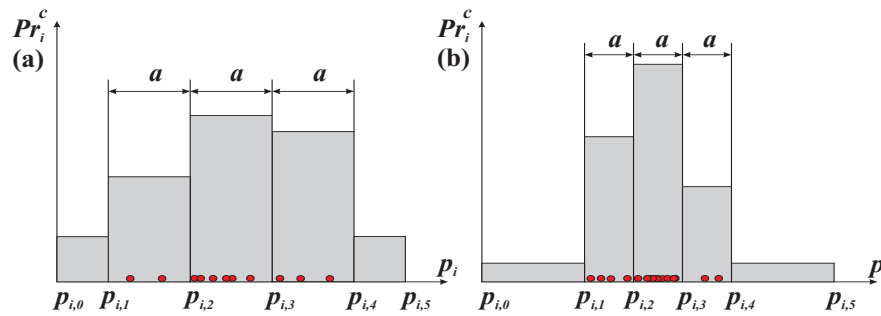 Pr_i^c
(a)
a
a
a
p_i
p_{i,0}
p_{i,1}
p_{i,2}
p_{i,3}
p_{i,4}
p_{i,5}
Pr_i^c
(b)
a
a
a
p
p_{i,0}
p_{i,1}
p_{i,2}
p_{i,3}
p_{i,4}
p_{i,5}